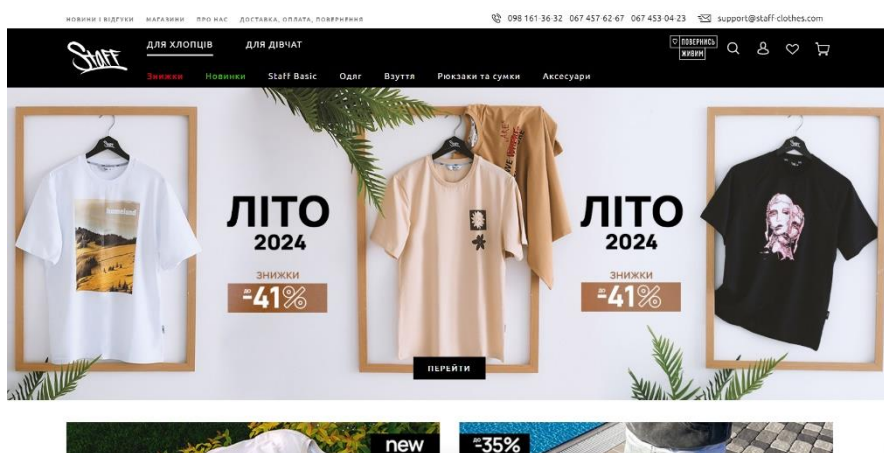 НОВИНИ І ВІДГУКИ МАГАЗИНИ ПРО НАС ДОСТАВКА, ОПЛАТА, ПОВЕРНЕННЯ 098 161-36-32 067 457-62-67 067 453-04-23 support@staff-clothes.com
Staff ДЛЯ ХЛОПЦІВ ДЛЯ ДІВЧАТ ПОВЕРНИСЬ ЖИВИМ
Знижки Новинки Staff Basic Одяг Взуття Рюкзаки та сумки Аксесуари
ЛІТО
2024
ЗНИЖКИ
до -41%
ЛІТО
2024
ЗНИЖКИ
до -41%
ПЕРЕЙТИ
new
до -35%